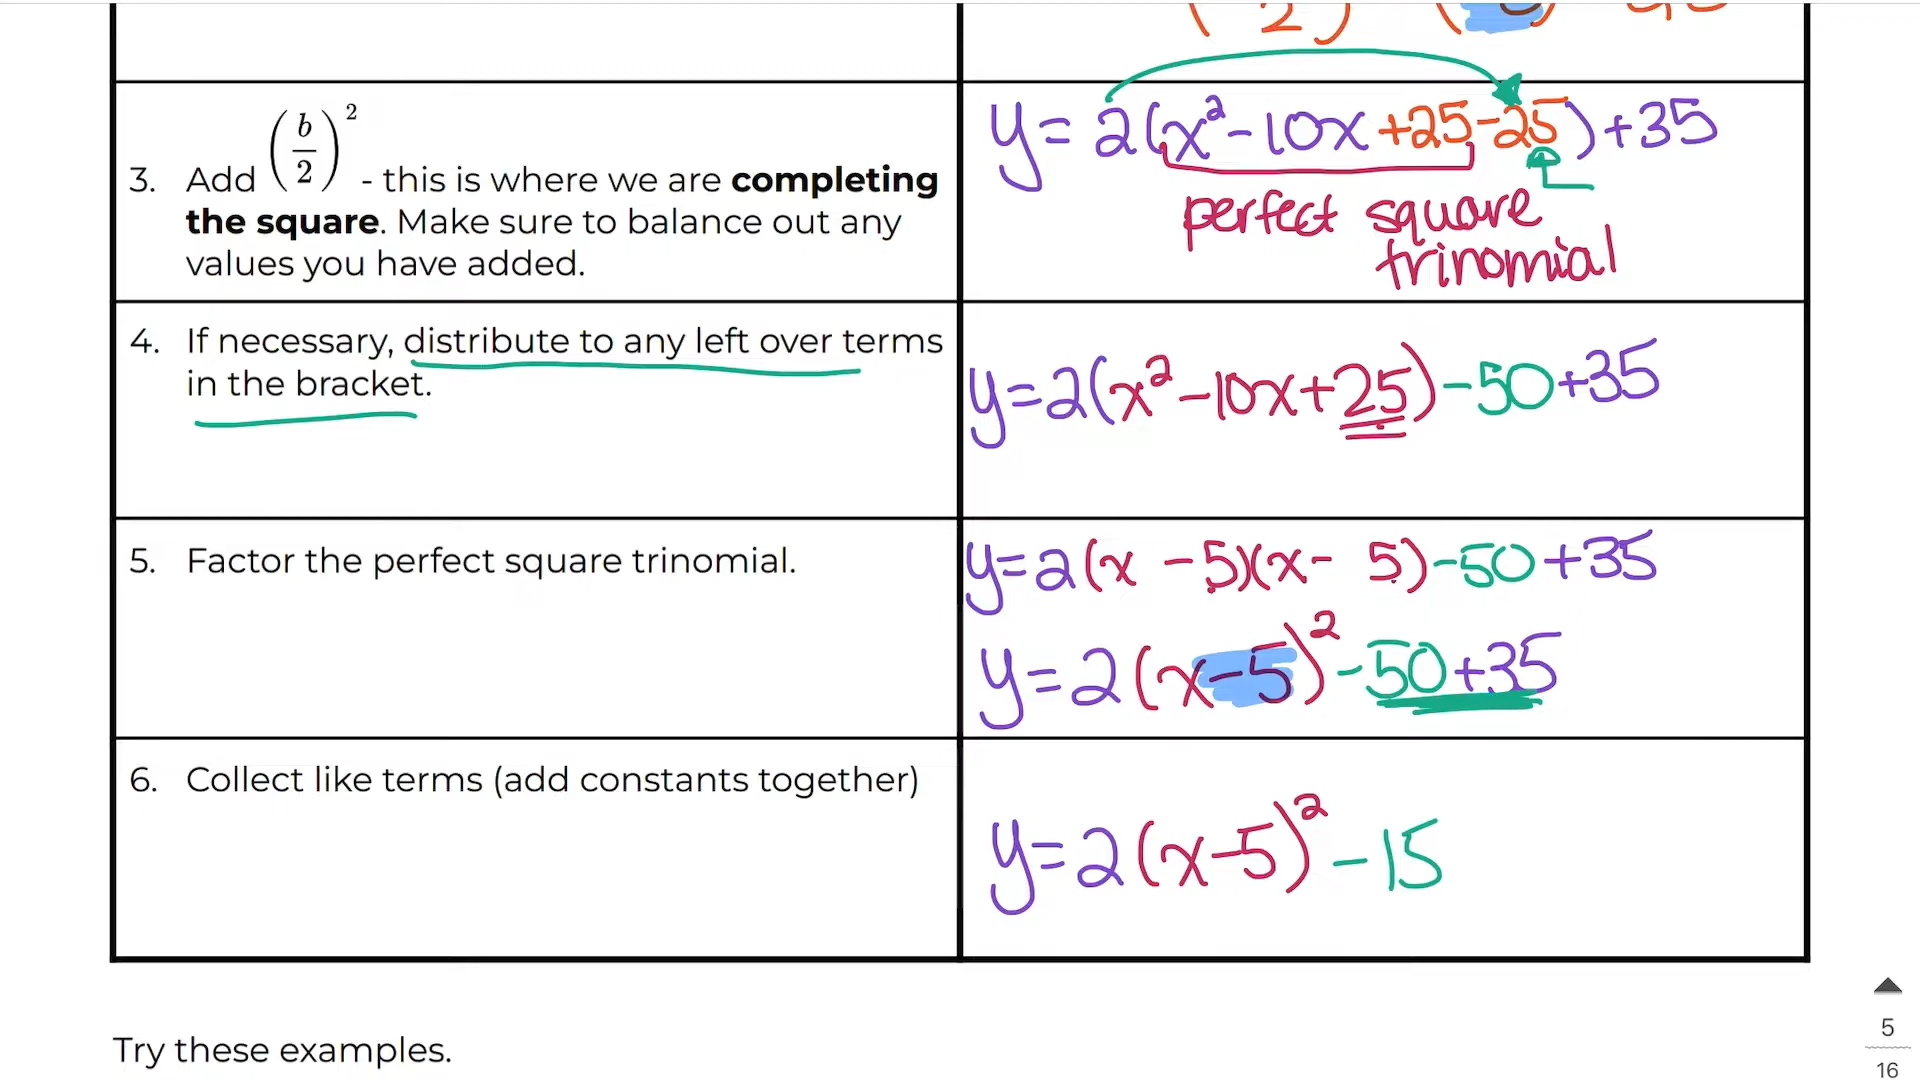 3. Add (b/2)² - this is where we are completing
the square. Make sure to balance out any
values you have added.
y = 2(x² - 10x + 25 - 25) + 35
perfect square
trinomial
4. If necessary, distribute to any left over terms
in the bracket.
y = 2(x² - 10x + 25) - 50 + 35
5. Factor the perfect square trinomial.
y = 2(x - 5)(x - 5) - 50 + 35
y = 2(x - 5)² - 50 + 35
6. Collect like terms (add constants together)
y = 2(x - 5)² - 15
Try these examples.
5
16